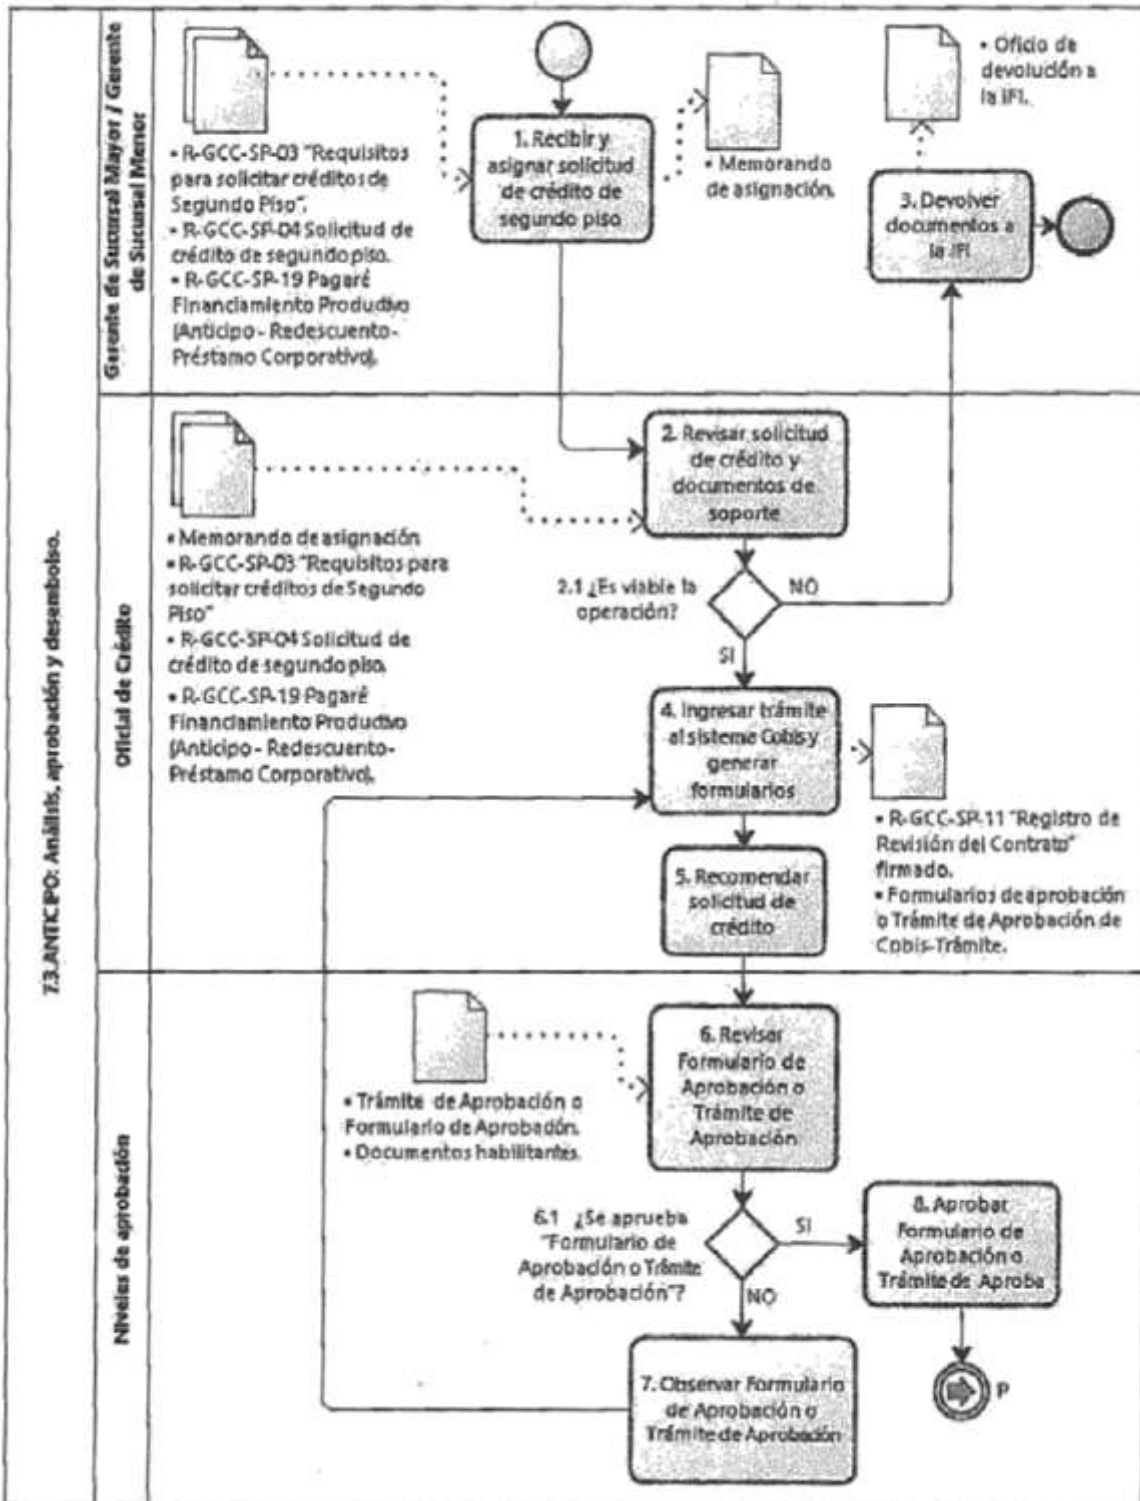 7.3.ANTICIPO: Análisis, aprobación y desembolso.
Gerente de Sucursal Mayor / Gerente
de Sucursal Menor
• R-GCC-SP-03 "Requisitos
para solicitar créditos de
Segundo Piso".
• R-GCC-SP-04 Solicitud de
crédito de segundo piso.
• R-GCC-SP-19 Pagaré
Financiamiento Productivo
(Anticipo - Redescuento-
Préstamo Corporativo).
1. Recibir y
asignar solicitud
de crédito de
segundo piso
• Memorando
de asignación.
• Oficio de
devolución a
la IFI.
3. Devolver
documentos a
la IFI
Oficial de Crédito
• Memorando de asignación
• R-GCC-SP-03 "Requisitos para
solicitar créditos de Segundo
Piso"
• R-GCC-SP-04 Solicitud de
crédito de segundo piso.
• R-GCC-SP-19 Pagaré
Financiamiento Productivo
(Anticipo - Redescuento-
Préstamo Corporativo).
2. Revisar solicitud
de crédito y
documentos de
soporte
2.1 ¿Es viable la
operación?
NO
SI
4. Ingresar trámite
al sistema Cobis y
generar
formularios
• R-GCC-SP-11 "Registro de
Revisión del Contrato"
firmado.
• Formularios de aprobación
o Trámite de Aprobación de
Cobis-Trámite.
5. Recomendar
solicitud de
crédito
Niveles de aprobación
• Trámite de Aprobación o
Formulario de Aprobación.
• Documentos habilitantes.
6. Revisar
Formulario de
Aprobación o
Trámite de
Aprobación
6.1 ¿Se aprueba
"Formulario de
Aprobación o Trámite
de Aprobación"?
SI
NO
8. Aprobar
Formulario de
Aprobación o
Trámite de Aproba
P
7. Observar Formulario
de Aprobación o
Trámite de Aprobación